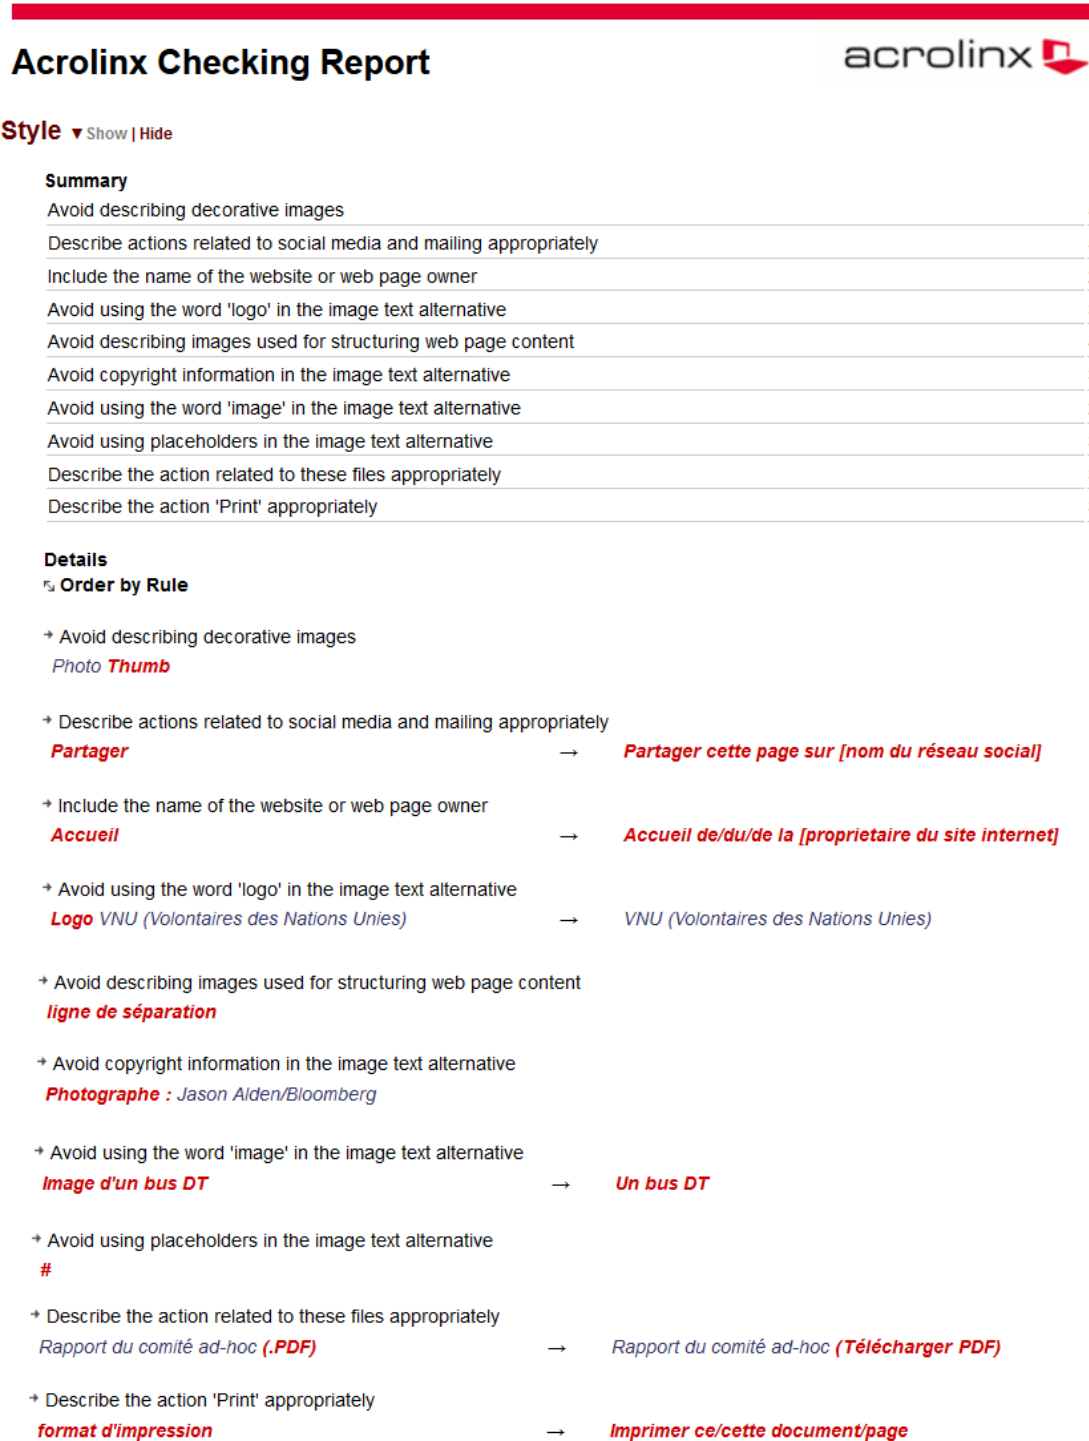 Acrolinx Checking Report
acrolinx
Style ▼ Show | Hide
Summary
Avoid describing decorative images
Describe actions related to social media and mailing appropriately
Include the name of the website or web page owner
Avoid using the word 'logo' in the image text alternative
Avoid describing images used for structuring web page content
Avoid copyright information in the image text alternative
Avoid using the word 'image' in the image text alternative
Avoid using placeholders in the image text alternative
Describe the action related to these files appropriately
Describe the action 'Print' appropriately
Details
Order by Rule
Avoid describing decorative images
Photo Thumb
Describe actions related to social media and mailing appropriately
Partager → Partager cette page sur [nom du réseau social]
Include the name of the website or web page owner
Accueil → Accueil de/du/de la [proprietaire du site internet]
Avoid using the word 'logo' in the image text alternative
Logo VNU (Volontaires des Nations Unies) → VNU (Volontaires des Nations Unies)
Avoid describing images used for structuring web page content
ligne de séparation
Avoid copyright information in the image text alternative
Photographe : Jason Alden/Bloomberg
Avoid using the word 'image' in the image text alternative
Image d'un bus DT → Un bus DT
Avoid using placeholders in the image text alternative
#
Describe the action related to these files appropriately
Rapport du comité ad-hoc (.PDF) → Rapport du comité ad-hoc (Télécharger PDF)
Describe the action 'Print' appropriately
format d'impression → Imprimer ce/cette document/page